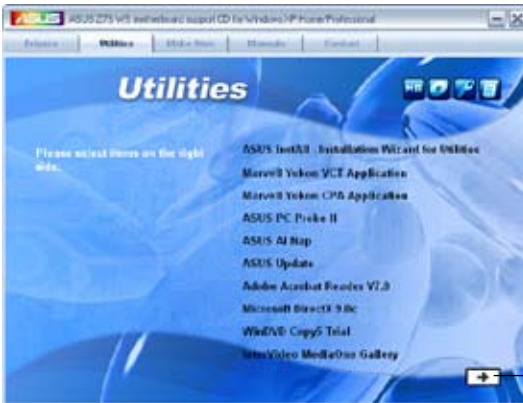 ASUS Z7S WS motherboard support CD for Windows XP Home/Professional
Drivers
Utilities
Make Disk
Manuals
Contact
Utilities
Please select items on the right
side.
ASUS InstAll - Installation Wizard for Utilities
Marvell Yukon VCT Application
Marvell Yukon CPA Application
ASUS PC Probe II
ASUS AI Nap
ASUS Update
Adobe Acrobat Reader V7.0
Microsoft DirectX 9.0c
WinDVD Copy5 Trial
InterVideo MediaOne Gallery